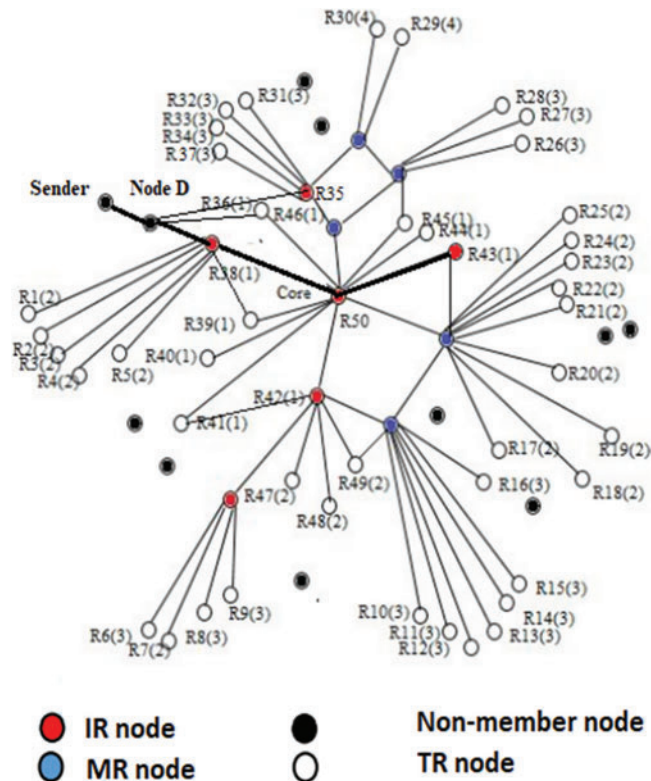 R30(4)
R29(4)
R31(3)
R32(3)
R33(3)
R34(3)
R37(3)
R28(3)
R27(3)
R26(3)
Sender
Node D
R35
R36(1)
R46(1)
R45(1)
R44(1)
R43(1)
R25(2)
R24(2)
R23(2)
R22(2)
R21(2)
R38(1)
Core
R50
R1(2)
R2(2)
R3(2)
R4(2)
R5(2)
R39(1)
R40(1)
R41(1)
R42(1)
R20(2)
R19(2)
R18(2)
R17(2)
R16(3)
R47(2)
R48(2)
R49(2)
R15(3)
R14(3)
R13(3)
R12(3)
R11(3)
R10(3)
R9(3)
R8(3)
R7(2)
R6(3)
IR node
Non-member node
MR node
TR node